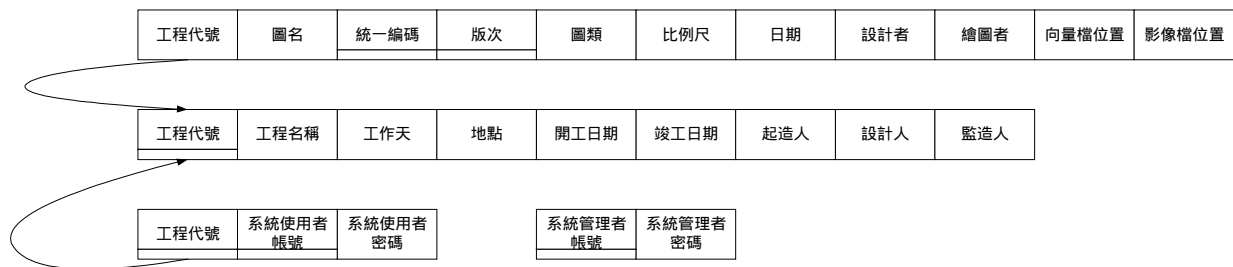 工程代號 圖名 統一編碼 版次 圖類 比例尺 日期 設計者 繪圖者 向量檔位置 影像檔位置
工程代號 工程名稱 工作天 地點 開工日期 竣工日期 起造人 設計人 監造人
工程代號 系統使用者帳號 系統使用者密碼 系統管理者帳號 系統管理者密碼